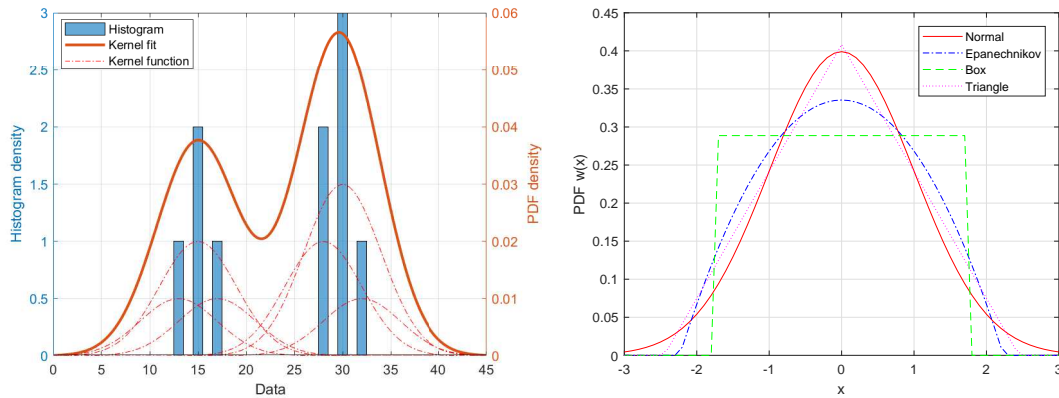 Histogram
Kernel fit
Kernel function
Histogram density
3
2.5
2
1.5
1
0.5
0
0.06
0.05
0.04
0.03
0.02
0.01
0.00
PDF density
0 5 10 15 20 25 30 35 40 45
Data
Normal
Epanechnikov
Box
Triangle
PDF w(x)
0.45
0.4
0.35
0.3
0.25
0.2
0.15
0.1
0.05
0
-3 -2 -1 0 1 2 3
x